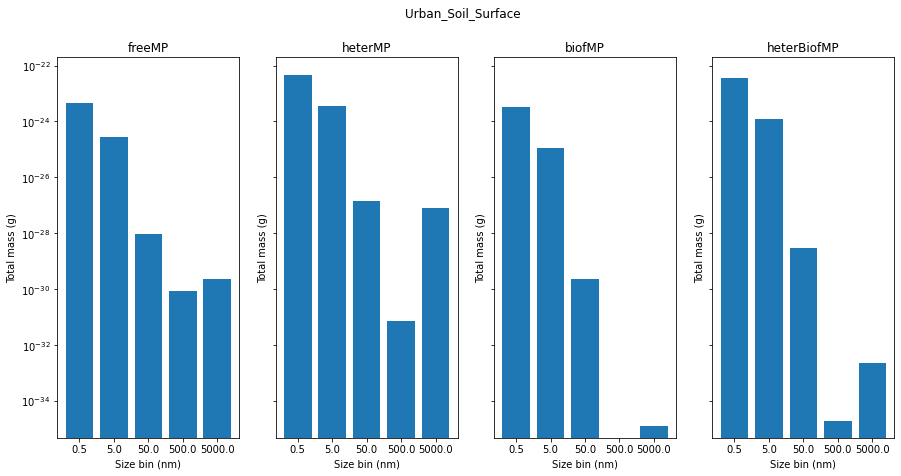 Urban_Soil_Surface
freeMP
heterMP
biofMP
heterBiofMP
10⁻²²
10⁻²⁴
10⁻²⁶
10⁻²⁸
10⁻³⁰
10⁻³²
10⁻³⁴
Total mass (g)
Total mass (g)
Total mass (g)
Total mass (g)
0.5 5.0 50.0 500.0 5000.0
0.5 5.0 50.0 500.0 5000.0
0.5 5.0 50.0 500.0 5000.0
0.5 5.0 50.0 500.0 5000.0
Size bin (nm)
Size bin (nm)
Size bin (nm)
Size bin (nm)